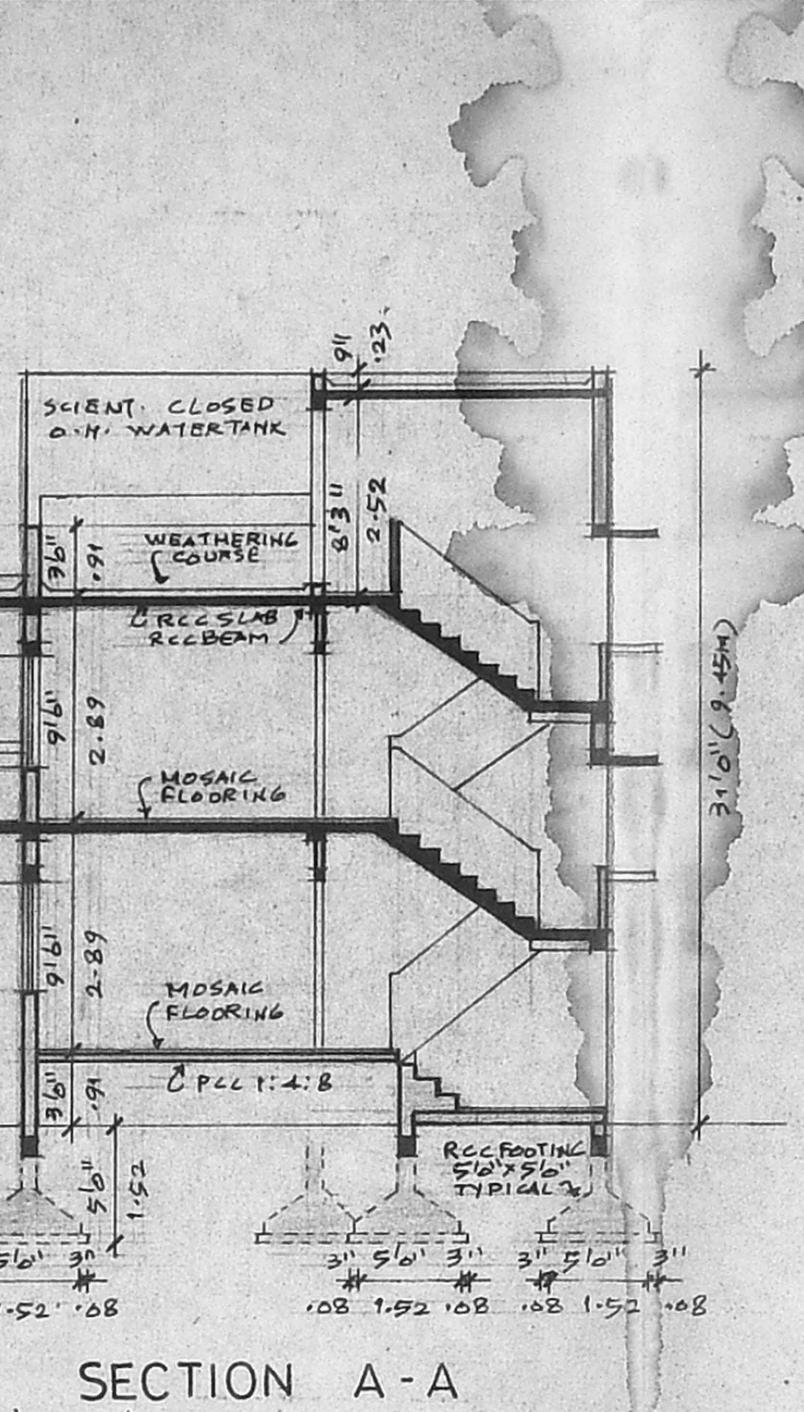 9"
.23
SCIENT. CLOSED
O.H. WATERTANK
8'3"
2.52
3'0"
.91
WEATHERING
COURSE
RCC SLAB
RCC BEAM
31'0" (9.45M)
9'6"
2.89
MOSAIC
FLOORING
9'6"
2.89
MOSAIC
FLOORING
3'0"
.91
PCC 1:4:8
RCC FOOTING
5'0" x 5'0"
TYPICAL
5'0"
1.52
5'0" 3" 3" 5'0" 3" 3" 5'0" 3"
1.52 .08 .08 1.52 .08 .08 1.52 .08
SECTION A-A